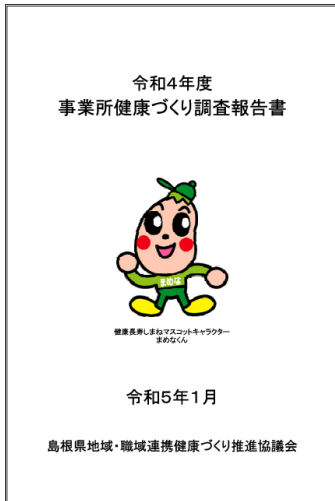 令和４年度
事業所健康づくり調査報告書
まめな
健康長寿しまねマスコットキャラクター
まめなくん
令和５年１月
島根県地域・職域連携健康づくり推進協議会